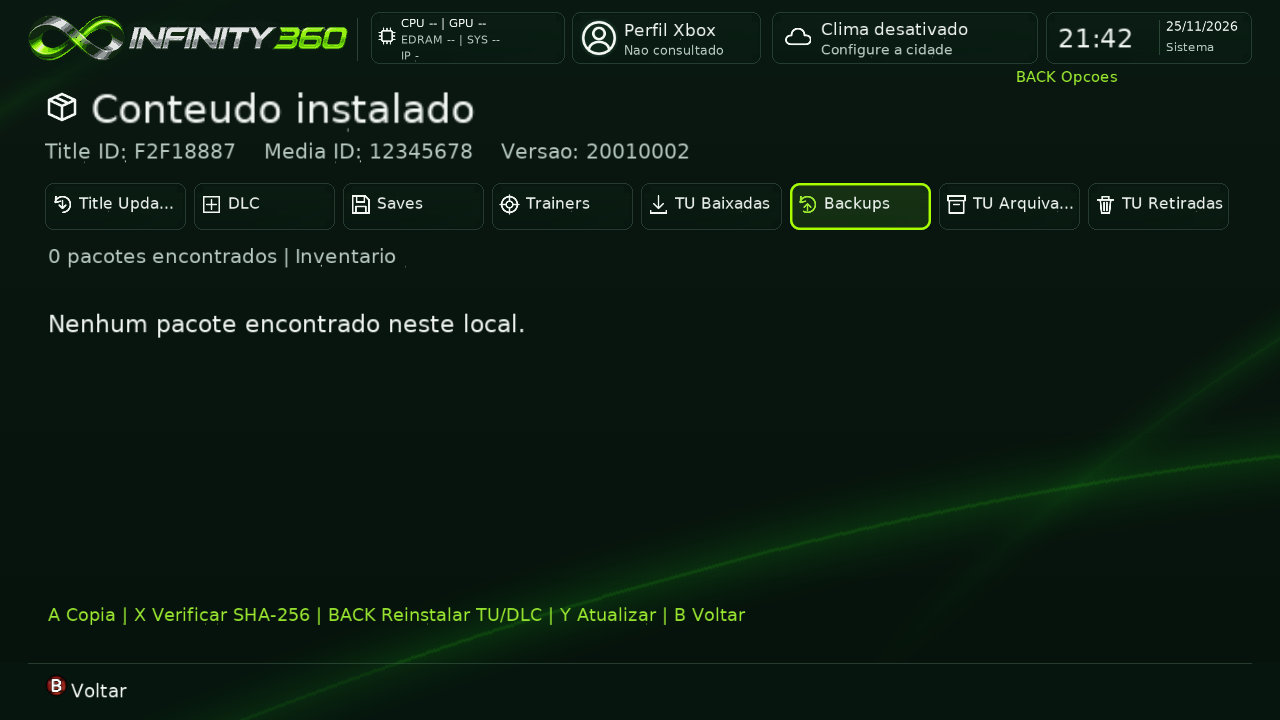 INFINITY 360
CPU -- | GPU --
EDRAM -- | SYS --
IP -
Perfil Xbox
Nao consultado
Clima desativado
Configure a cidade
21:42
25/11/2026
Sistema
BACK Opcoes
Conteudo instalado
Title ID: F2F18887 Media ID: 12345678 Versao: 20010002
Title Upda...
DLC
Saves
Trainers
TU Baixadas
Backups
TU Arquiva...
TU Retiradas
0 pacotes encontrados | Inventario
Nenhum pacote encontrado neste local.
A Copia | X Verificar SHA-256 | BACK Reinstalar TU/DLC | Y Atualizar | B Voltar
B Voltar